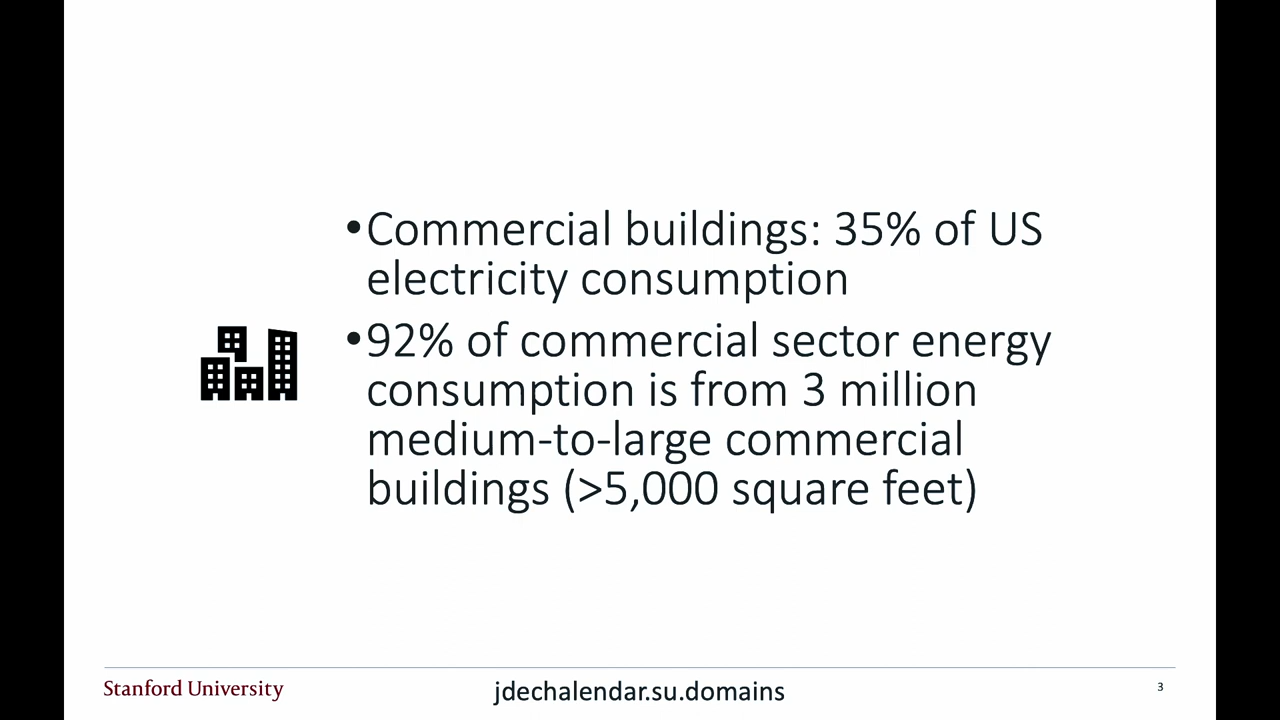 •Commercial buildings: 35% of US
electricity consumption
•92% of commercial sector energy
consumption is from 3 million
medium-to-large commercial
buildings (>5,000 square feet)
Stanford University
jdechalendar.su.domains
3